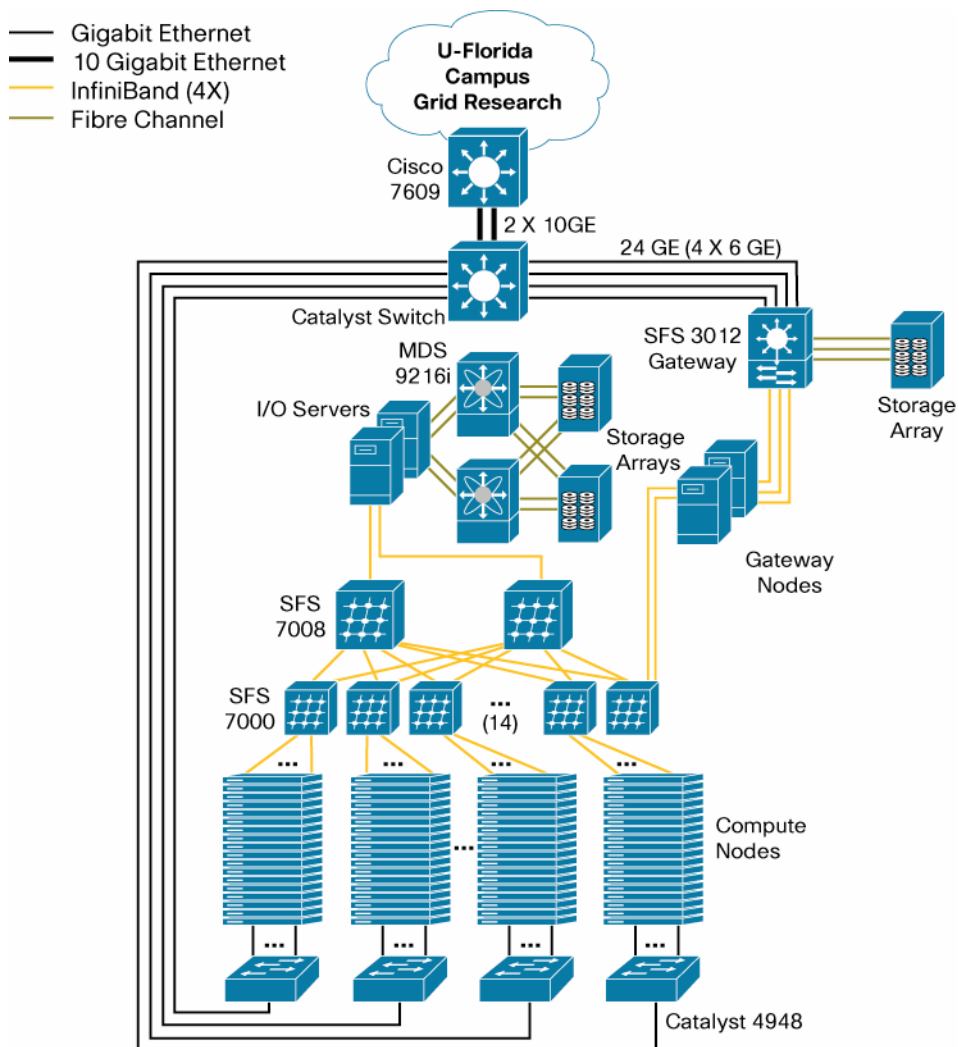 Gigabit Ethernet
10 Gigabit Ethernet
InfiniBand (4X)
Fibre Channel
U-Florida
Campus
Grid Research
Cisco
7609
2 X 10GE
24 GE (4 X 6 GE)
Catalyst Switch
SFS 3012
Gateway
MDS
9216i
I/O Servers
Storage
Arrays
Storage
Array
Gateway
Nodes
SFS
7008
SFS
7000
...
(14)
... ... ... ...
Compute
Nodes
...
... ... ... ...
Catalyst 4948